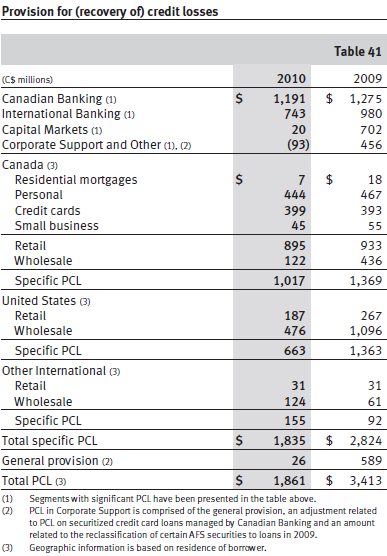 Provision for (recovery of) credit losses
Table 41
(C$ millions) 2010 2009
Canadian Banking (1) $ 1,191 $ 1,275
International Banking (1) 743 980
Capital Markets (1) 20 702
Corporate Support and Other (1), (2) (93) 456
Canada (3)
Residential mortgages $ 7 $ 18
Personal 444 467
Credit cards 399 393
Small business 45 55
Retail 895 933
Wholesale 122 436
Specific PCL 1,017 1,369
United States (3)
Retail 187 267
Wholesale 476 1,096
Specific PCL 663 1,363
Other International (3)
Retail 31 31
Wholesale 124 61
Specific PCL 155 92
Total specific PCL $ 1,835 $ 2,824
General provision (2) 26 589
Total PCL (3) $ 1,861 $ 3,413
(1) Segments with significant PCL have been presented in the table above.
(2) PCL in Corporate Support is comprised of the general provision, an adjustment related
to PCL on securitized credit card loans managed by Canadian Banking and an amount
related to the reclassification of certain AFS securities to loans in 2009.
(3) Geographic information is based on residence of borrower.